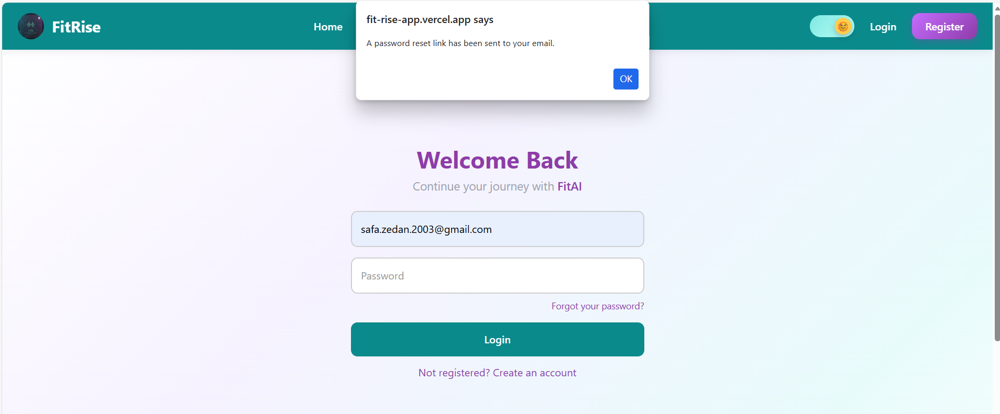 FitRise
Home
Login
Register
fit-rise-app.vercel.app says
A password reset link has been sent to your email.
OK
Welcome Back
Continue your journey with FitAI
safa.zedan.2003@gmail.com
Password
Forgot your password?
Login
Not registered? Create an account